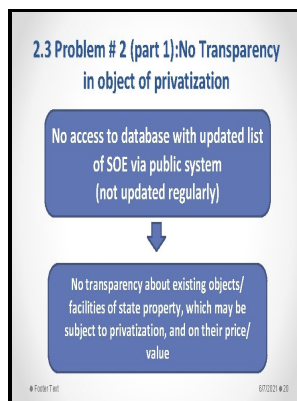 2.3 Problem # 2 (part 1):No Transparency
in object of privatization
No access to database with updated list
of SOE via public system
(not updated regularly)
No transparency about existing objects/
facilities of state property, which may be
subject to privatization, and on their price/
value
Footer Text
6/7/2021 20